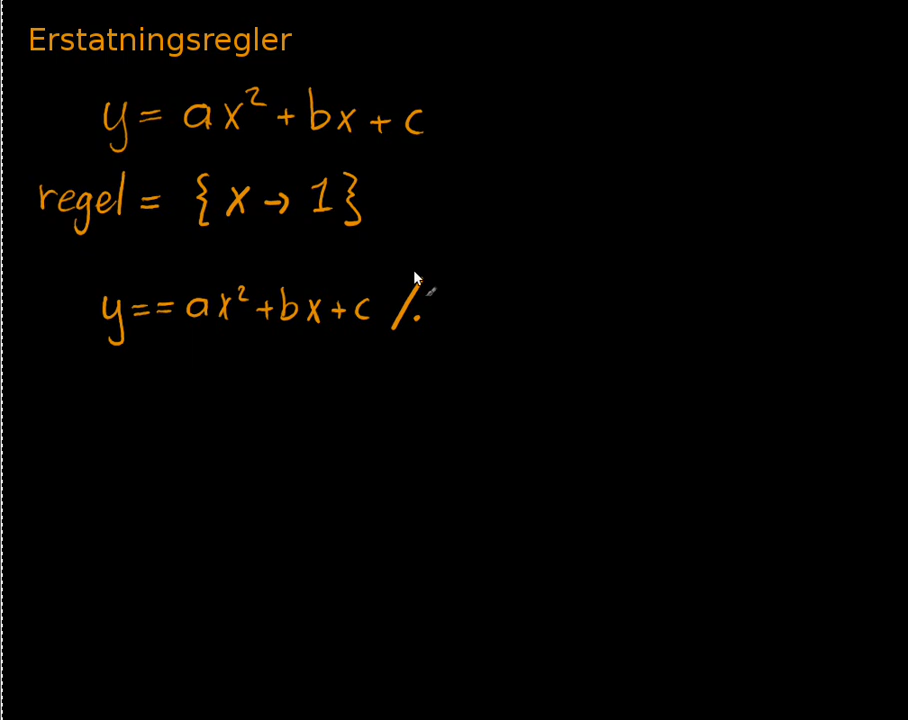 Erstatningsregler
y = ax² + bx + c
regel = {x → 1}
y == ax² + bx + c /.